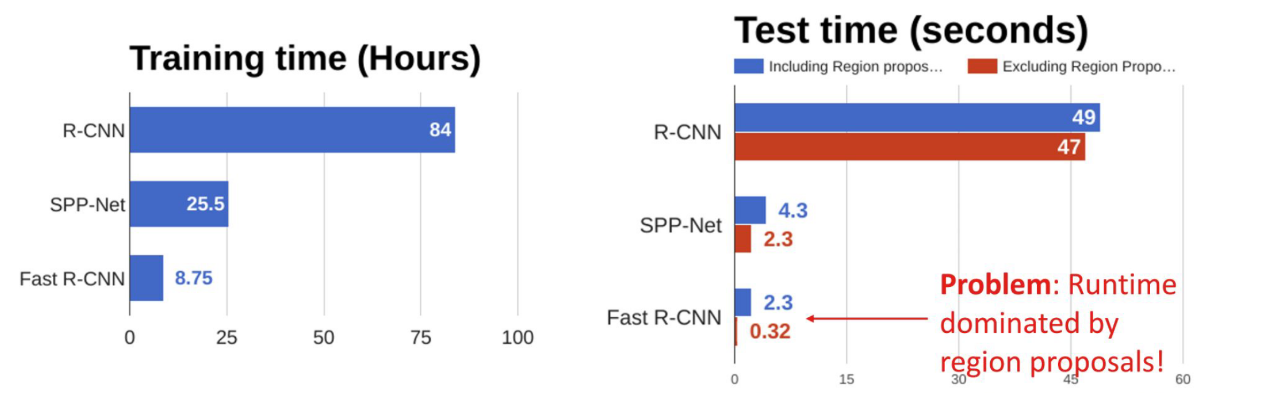 Training time (Hours)
R-CNN
84
SPP-Net
25.5
Fast R-CNN
8.75
0
25
50
75
100
Test time (seconds)
Including Region propos...
Excluding Region Propo...
R-CNN
49
47
SPP-Net
4.3
2.3
Fast R-CNN
2.3
0.32
Problem: Runtime
dominated by
region proposals!
0
15
30
45
60